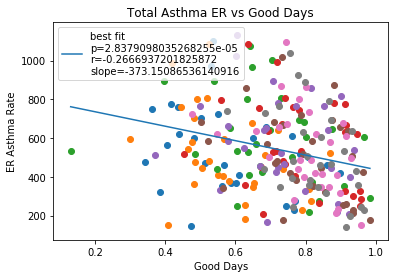 Total Asthma ER vs Good Days
best fit
p=2.8379098035268255e-05
r=-0.2666937201825872
slope=-373.15086536140916
ER Asthma Rate
1000
800
600
400
200
0.2 0.4 0.6 0.8 1.0
Good Days